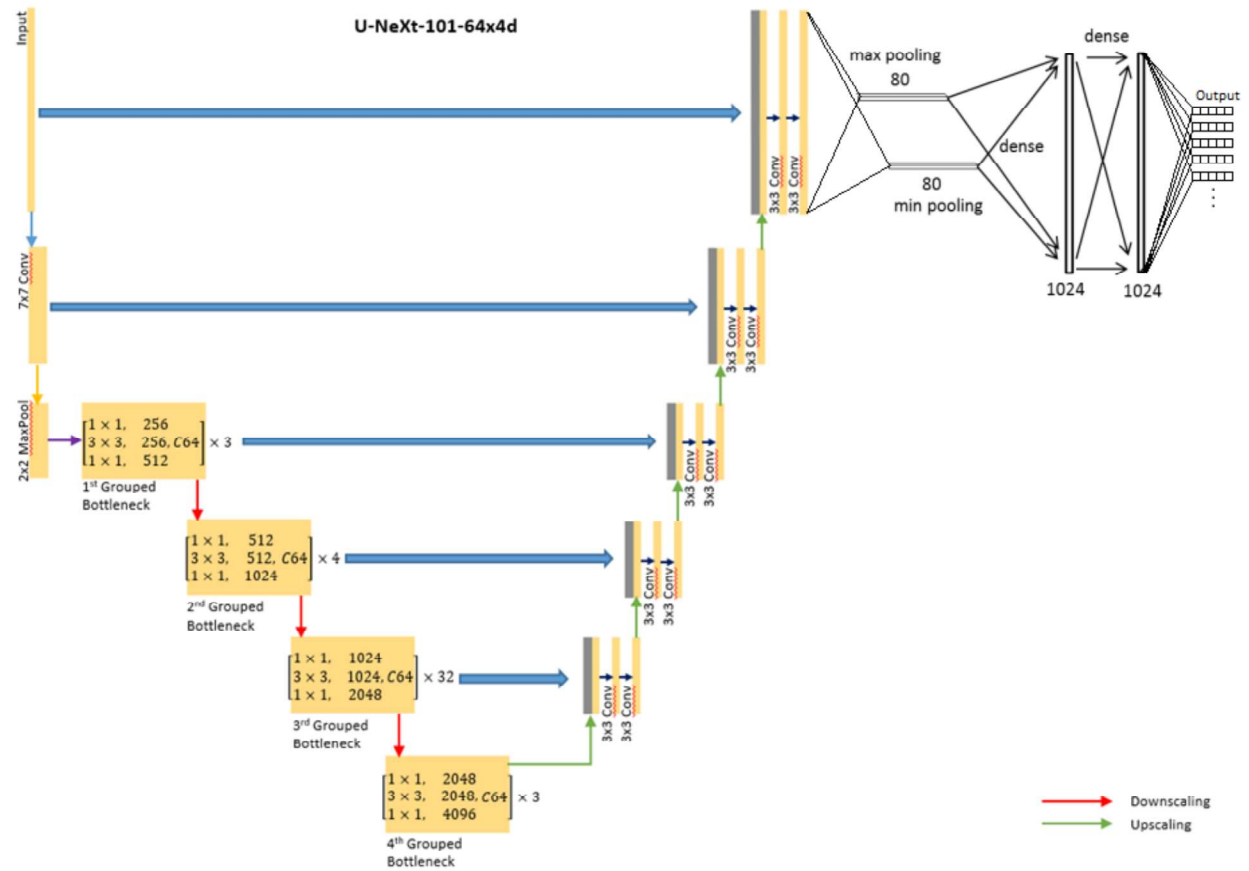 U-NeXt-101-64x4d
Input
7x7 Conv
2x2 MaxPool
1 × 1, 256
3 × 3, 256, C64 × 3
1 × 1, 512
1st Grouped
Bottleneck
1 × 1, 512
3 × 3, 512, C64 × 4
1 × 1, 1024
2nd Grouped
Bottleneck
1 × 1, 1024
3 × 3, 1024, C64 × 32
1 × 1, 2048
3rd Grouped
Bottleneck
1 × 1, 2048
3 × 3, 2048, C64 × 3
1 × 1, 4096
4th Grouped
Bottleneck
3x3 Conv
3x3 Conv
3x3 Conv
3x3 Conv
3x3 Conv
3x3 Conv
3x3 Conv
3x3 Conv
3x3 Conv
3x3 Conv
max pooling
80
dense
80
min pooling
dense
1024
1024
Output
Downscaling
Upscaling